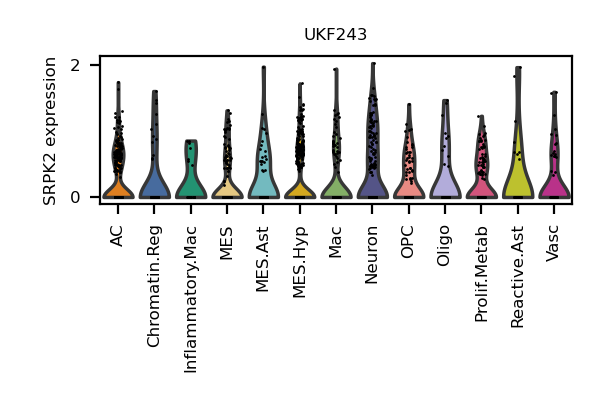 UKF243
SRPK2 expression
2
0
AC
Chromatin.Reg
Inflammatory.Mac
MES
MES.Ast
MES.Hyp
Mac
Neuron
OPC
Oligo
Prolif.Metab
Reactive.Ast
Vasc